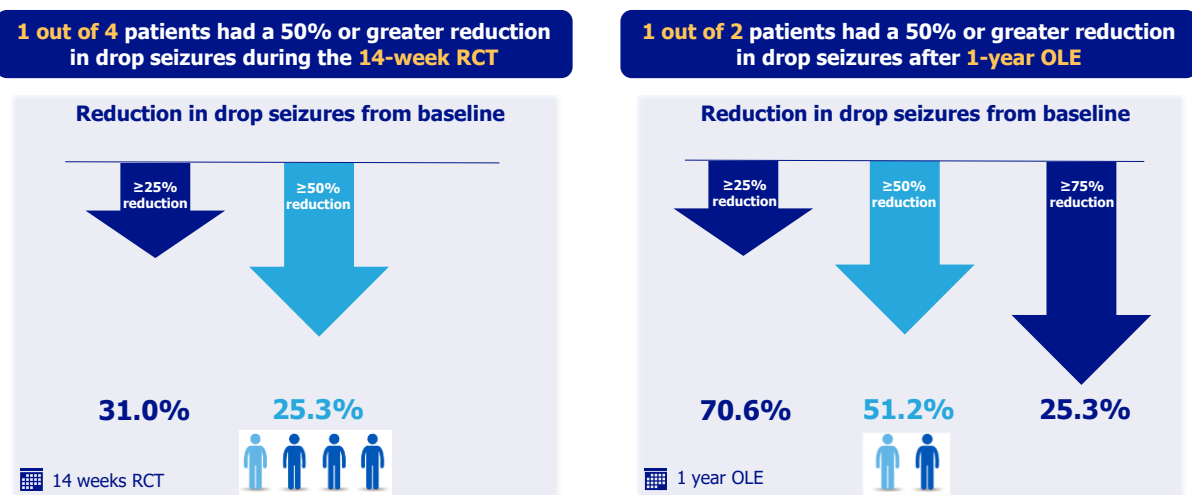 1 out of 4 patients had a 50% or greater reduction
in drop seizures during the 14-week RCT
Reduction in drop seizures from baseline
≥25%
reduction
≥50%
reduction
31.0%
25.3%
14 weeks RCT
1 out of 2 patients had a 50% or greater reduction
in drop seizures after 1-year OLE
Reduction in drop seizures from baseline
≥25%
reduction
≥50%
reduction
≥75%
reduction
70.6%
51.2%
25.3%
1 year OLE